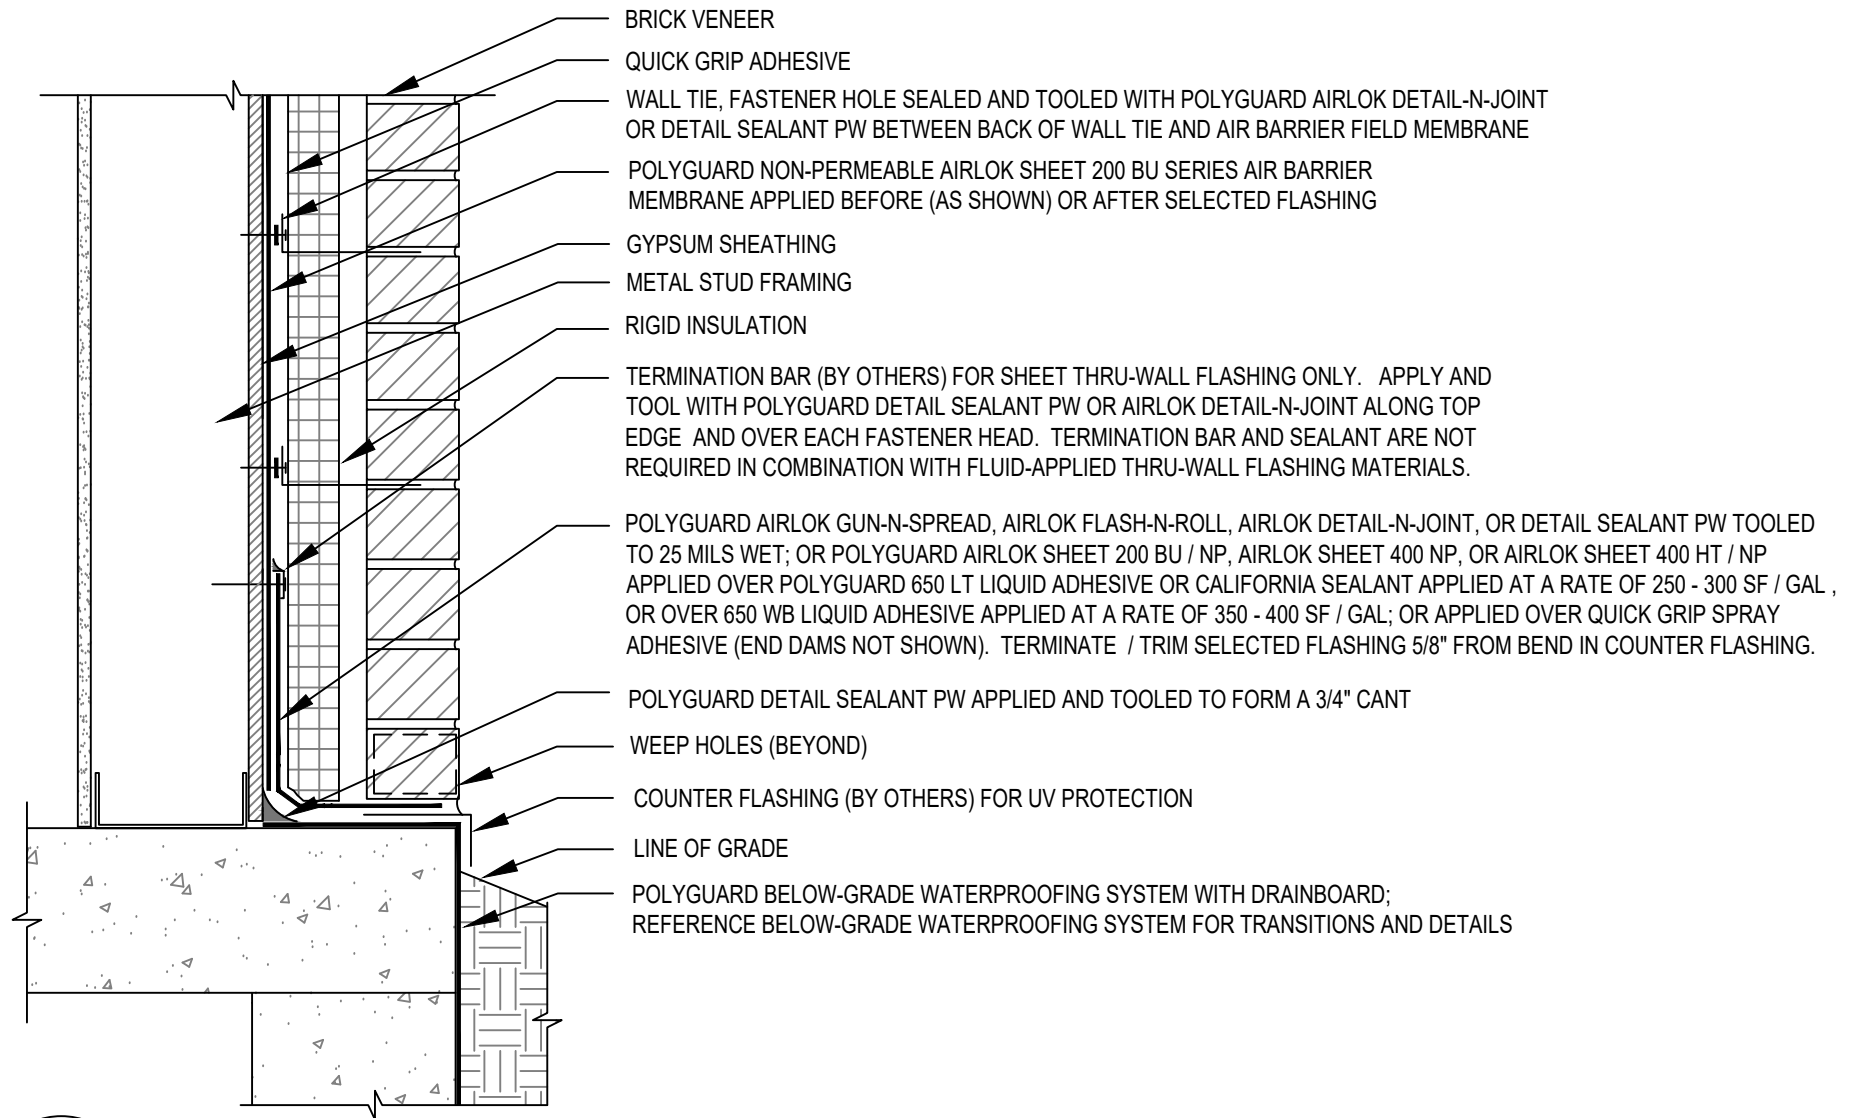 BRICK VENEER
QUICK GRIP ADHESIVE
WALL TIE, FASTENER HOLE SEALED AND TOOLED WITH POLYGUARD AIRLOK DETAIL-N-JOINT
OR DETAIL SEALANT PW BETWEEN BACK OF WALL TIE AND AIR BARRIER FIELD MEMBRANE
POLYGUARD NON-PERMEABLE AIRLOK SHEET 200 BU SERIES AIR BARRIER
MEMBRANE APPLIED BEFORE (AS SHOWN) OR AFTER SELECTED FLASHING
GYPSUM SHEATHING
METAL STUD FRAMING
RIGID INSULATION
TERMINATION BAR (BY OTHERS) FOR SHEET THRU-WALL FLASHING ONLY. APPLY AND
TOOL WITH POLYGUARD DETAIL SEALANT PW OR AIRLOK DETAIL-N-JOINT ALONG TOP
EDGE AND OVER EACH FASTENER HEAD. TERMINATION BAR AND SEALANT ARE NOT
REQUIRED IN COMBINATION WITH FLUID-APPLIED THRU-WALL FLASHING MATERIALS.
POLYGUARD AIRLOK GUN-N-SPREAD, AIRLOK FLASH-N-ROLL, AIRLOK DETAIL-N-JOINT, OR DETAIL SEALANT PW TOOLED
TO 25 MILS WET; OR POLYGUARD AIRLOK SHEET 200 BU / NP, AIRLOK SHEET 400 NP, OR AIRLOK SHEET 400 HT / NP
APPLIED OVER POLYGUARD 650 LT LIQUID ADHESIVE OR CALIFORNIA SEALANT APPLIED AT A RATE OF 250 - 300 SF / GAL ,
OR OVER 650 WB LIQUID ADHESIVE APPLIED AT A RATE OF 350 - 400 SF / GAL; OR APPLIED OVER QUICK GRIP SPRAY
ADHESIVE (END DAMS NOT SHOWN). TERMINATE / TRIM SELECTED FLASHING 5/8" FROM BEND IN COUNTER FLASHING.
POLYGUARD DETAIL SEALANT PW APPLIED AND TOOLED TO FORM A 3/4" CANT
WEEP HOLES (BEYOND)
COUNTER FLASHING (BY OTHERS) FOR UV PROTECTION
LINE OF GRADE
POLYGUARD BELOW-GRADE WATERPROOFING SYSTEM WITH DRAINBOARD;
REFERENCE BELOW-GRADE WATERPROOFING SYSTEM FOR TRANSITIONS AND DETAILS